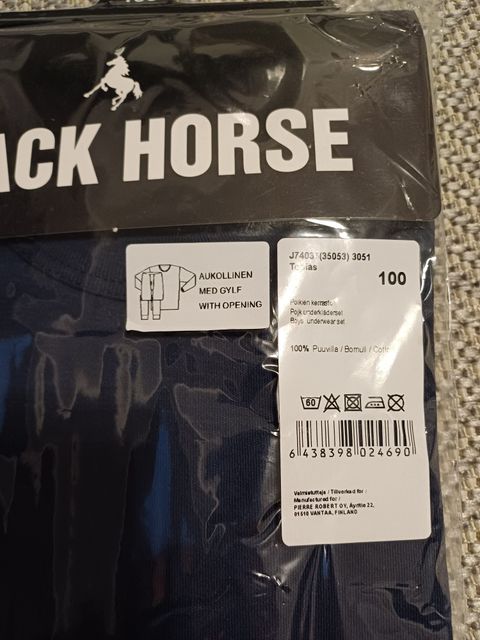 ACK HORSE
AUKOLLINEN
MED GYLF
WITH OPENING
J7403 (35053) 3051
Tobias
100
Poikien kerrasto
Pojk underklädersel
Boys underwear set
100% Puuvilla / Bomull / Cotton
60
6 438398 024690
Valmistuttaja / Tillverkad for /
Manufactured for /
PIERRE ROBERT OY, Äyritie 22,
01510 VANTAA, FINLAND